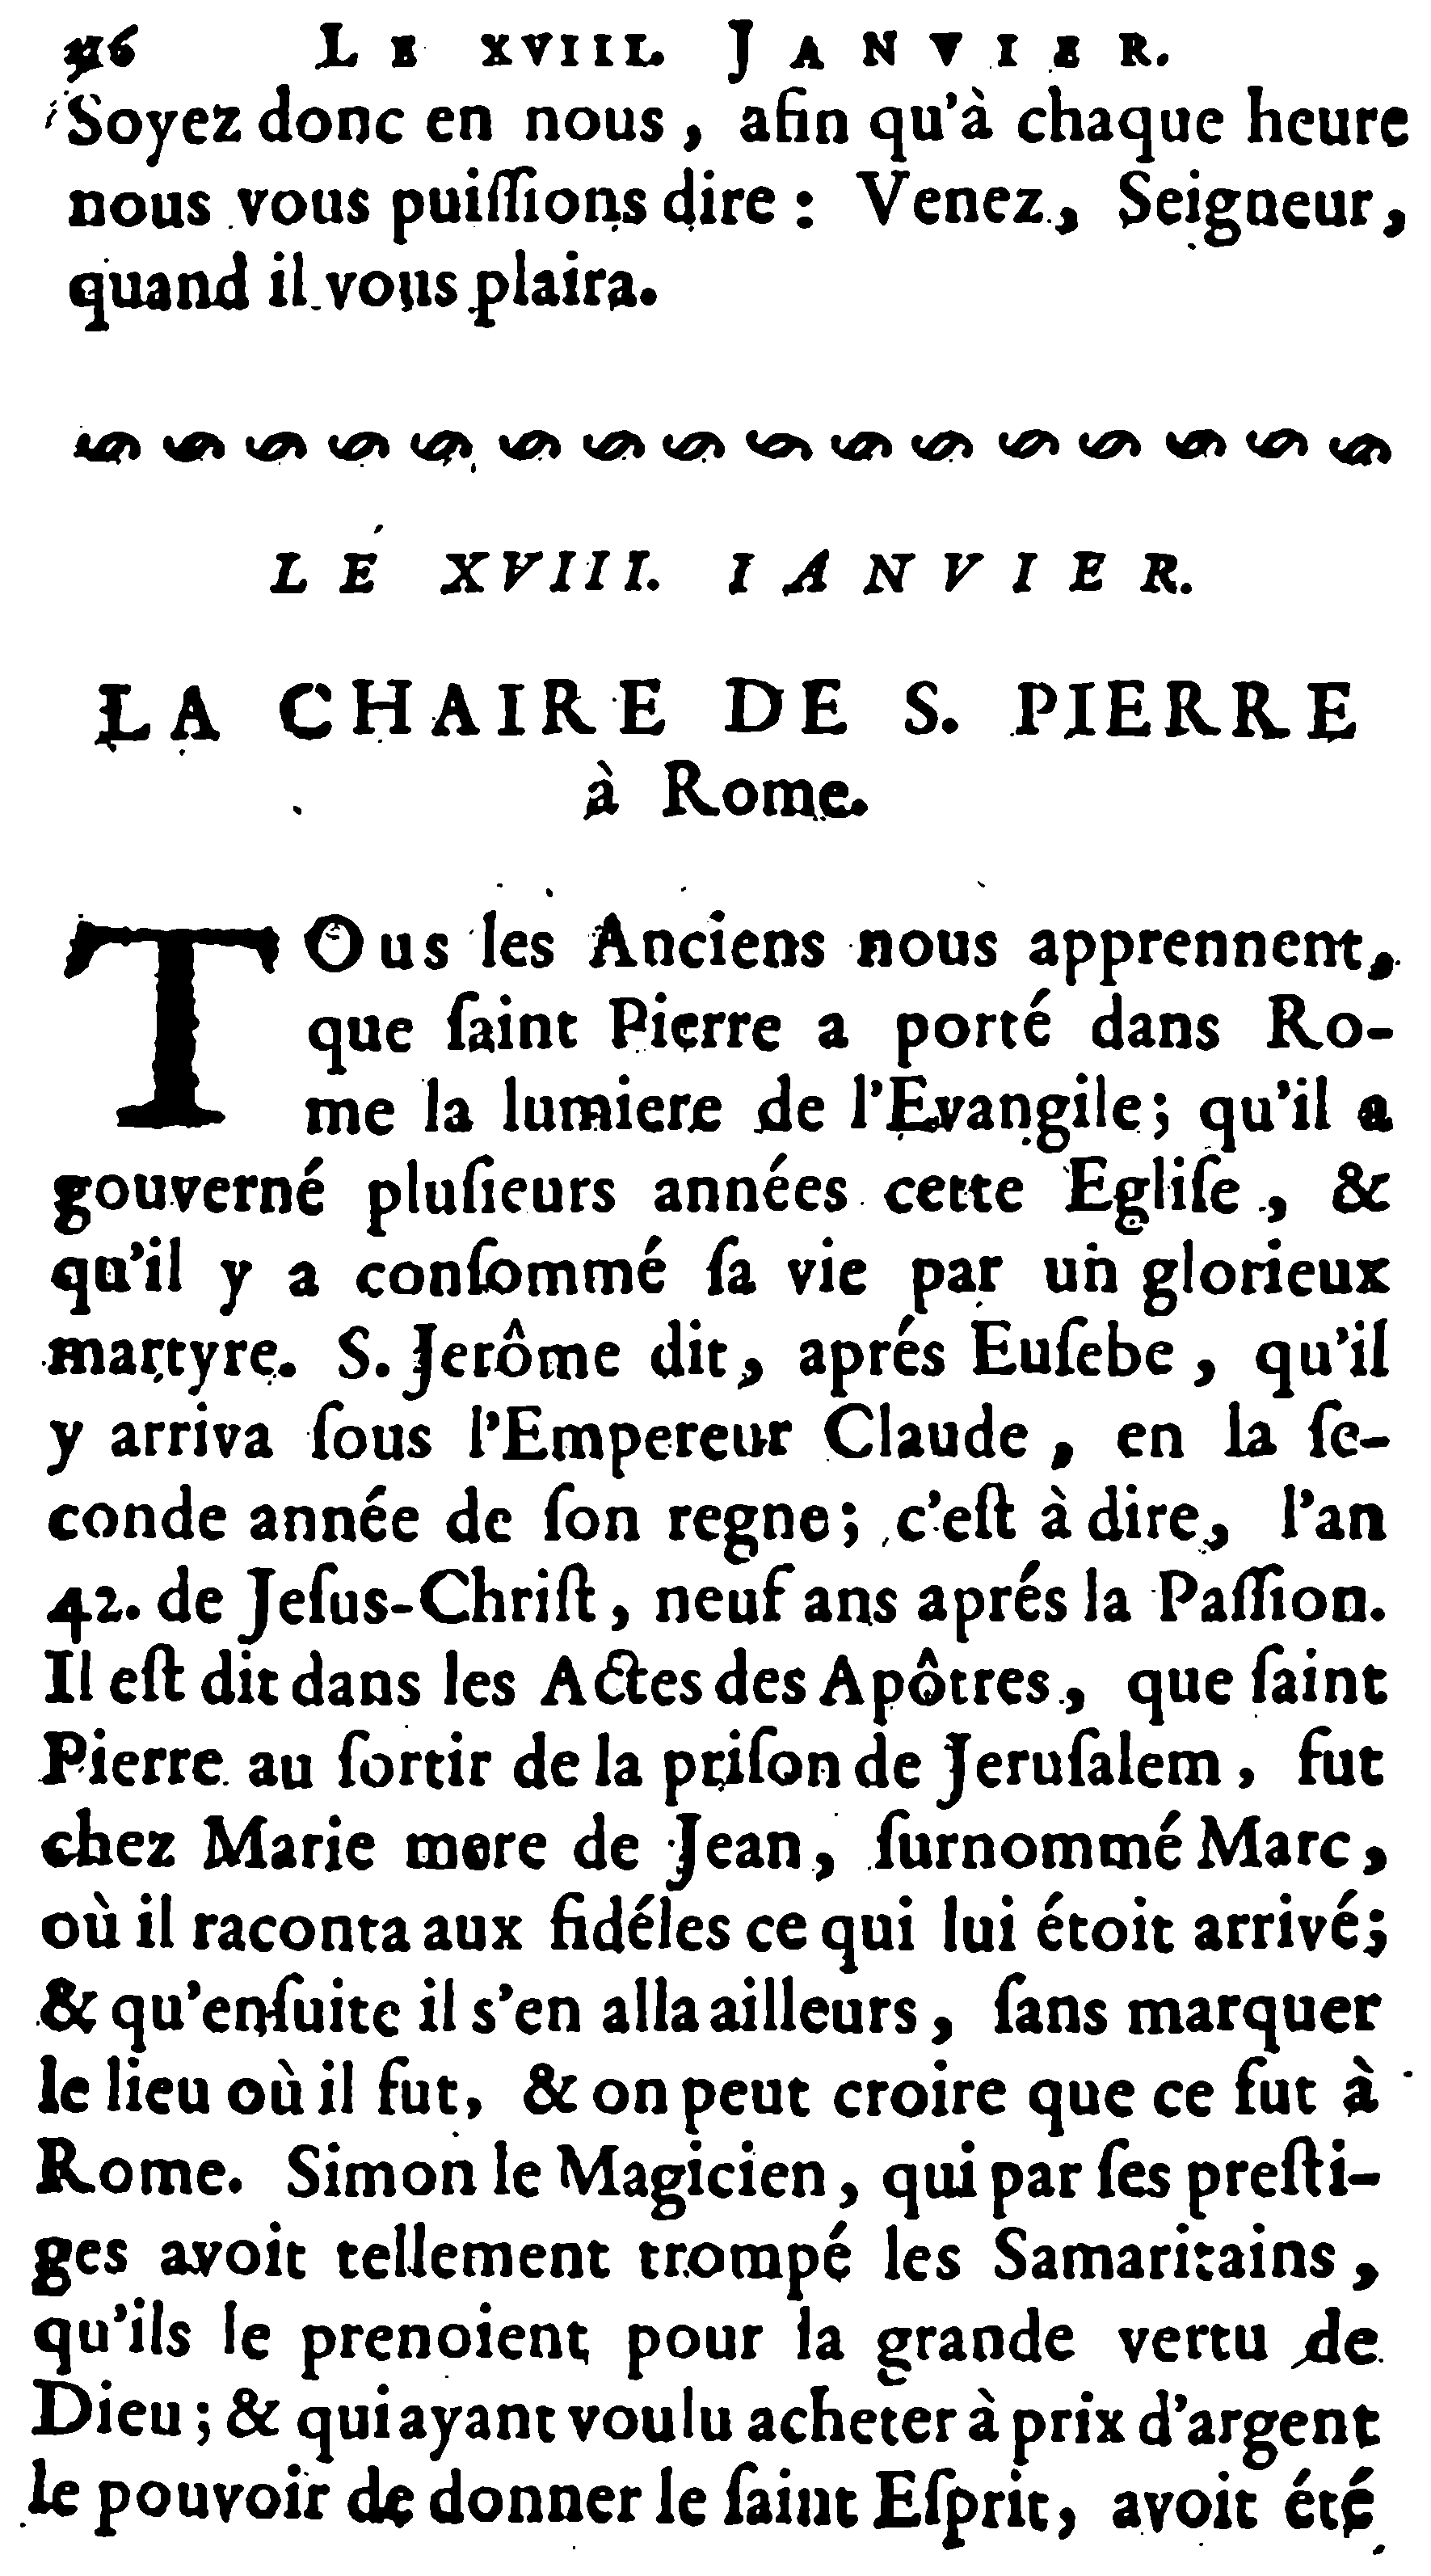 LE XVIII. JANVIER.
Soyez donc en nous, afin qu'à chaque heure
nous vous puiſſions dire : Venez, Seigneur,
quand il vous plaira.
LE XVIII. IANVIER.
LA CHAIRE DE S. PIERRE
à Rome.
TOus les Anciens nous apprennent,
que ſaint Pierre a porté dans Ro-
me la lumiere de l'Evangile; qu'il a
gouverné pluſieurs années cette Egliſe, &
qu'il y a conſommé ſa vie par un glorieux
martyre. S. Jerôme dit, aprés Euſebe, qu'il
y arriva ſous l'Empereur Claude, en la ſe-
conde année de ſon regne; c'eſt à dire, l'an
42. de Jeſus-Chriſt, neuf ans aprés la Paſſion.
Il eſt dit dans les Actes des Apôtres, que ſaint
Pierre au ſortir de la priſon de Jeruſalem, fut
chez Marie mere de Jean, ſurnommé Marc,
où il raconta aux fidéles ce qui lui étoit arrivé;
& qu'enſuite il s'en alla ailleurs, ſans marquer
le lieu où il fut, & on peut croire que ce fut à
Rome. Simon le Magicien, qui par ſes preſti-
ges avoit tellement trompé les Samaritains,
qu'ils le prenoient pour la grande vertu de
Dieu; & qui ayant voulu acheter à prix d'argent
le pouvoir de donner le ſaint Eſprit, avoit été